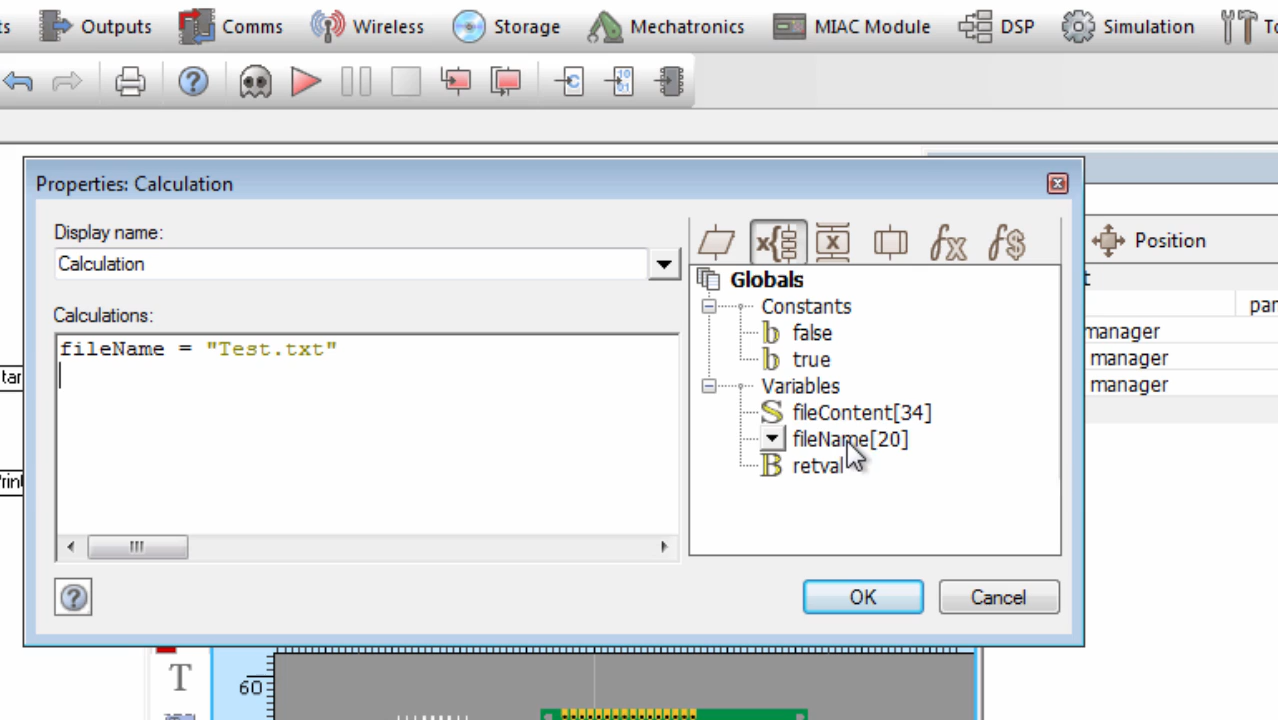 Outputs Comms Wireless Storage Mechatronics MIAC Module DSP Simulation
Properties: Calculation
Display name:
Calculation
Calculations:
fileName = "Test.txt"
Globals
Constants
false
true
Variables
fileContent[34]
fileName[20]
retval
OK Cancel
Position
manager
manager
manager
T
60